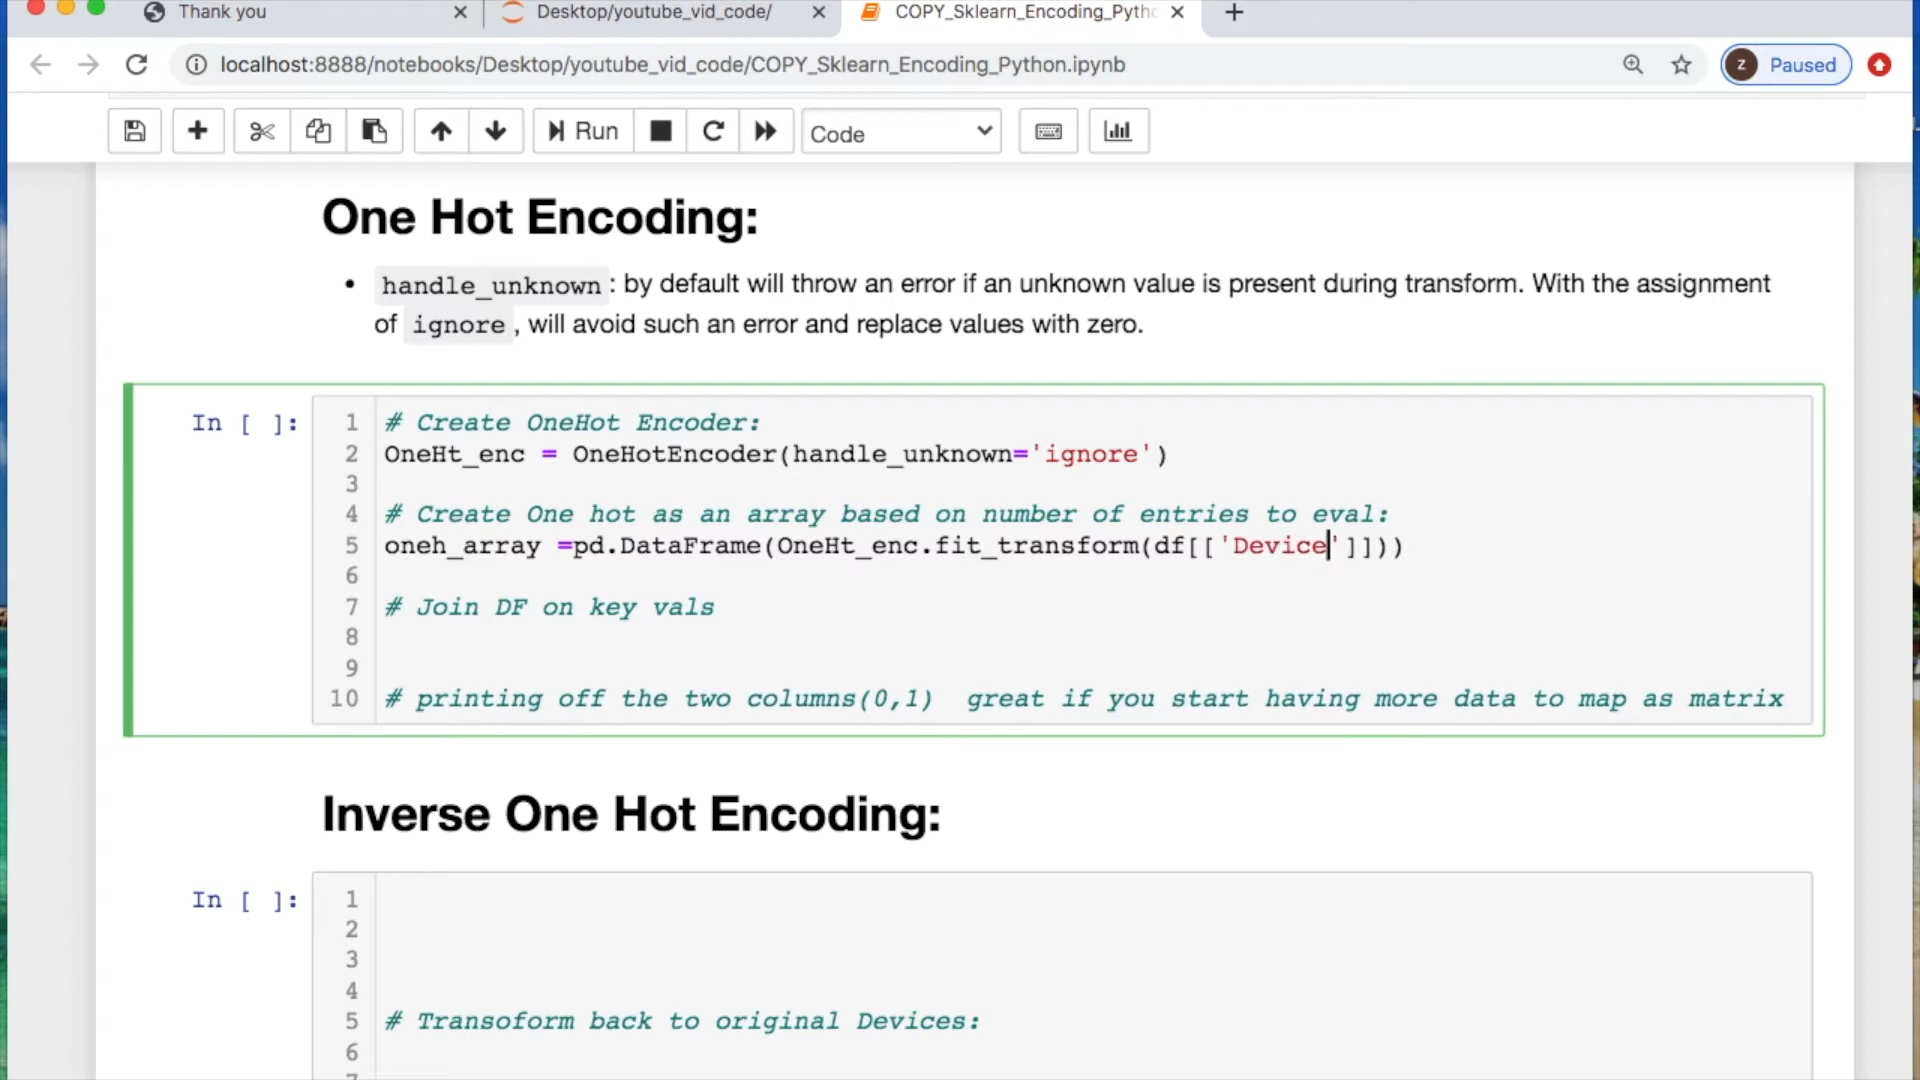 Thank you
Desktop/youtube_vid_code/
COPY_Sklearn_Encoding_Pytho
localhost:8888/notebooks/Desktop/youtube_vid_code/COPY_Sklearn_Encoding_Python.ipynb
z Paused
Run
Code
One Hot Encoding:
• handle_unknown : by default will throw an error if an unknown value is present during transform. With the assignment
of ignore , will avoid such an error and replace values with zero.
In [ ]:
1 # Create OneHot Encoder:
2 OneHt_enc = OneHotEncoder(handle_unknown='ignore')
3
4 # Create One hot as an array based on number of entries to eval:
5 oneh_array =pd.DataFrame(OneHt_enc.fit_transform(df[['Device']]))
6
7 # Join DF on key vals
8
9
10 # printing off the two columns(0,1)  great if you start having more data to map as matrix
Inverse One Hot Encoding:
In [ ]:
1
2
3
4
5 # Transoform back to original Devices:
6
7